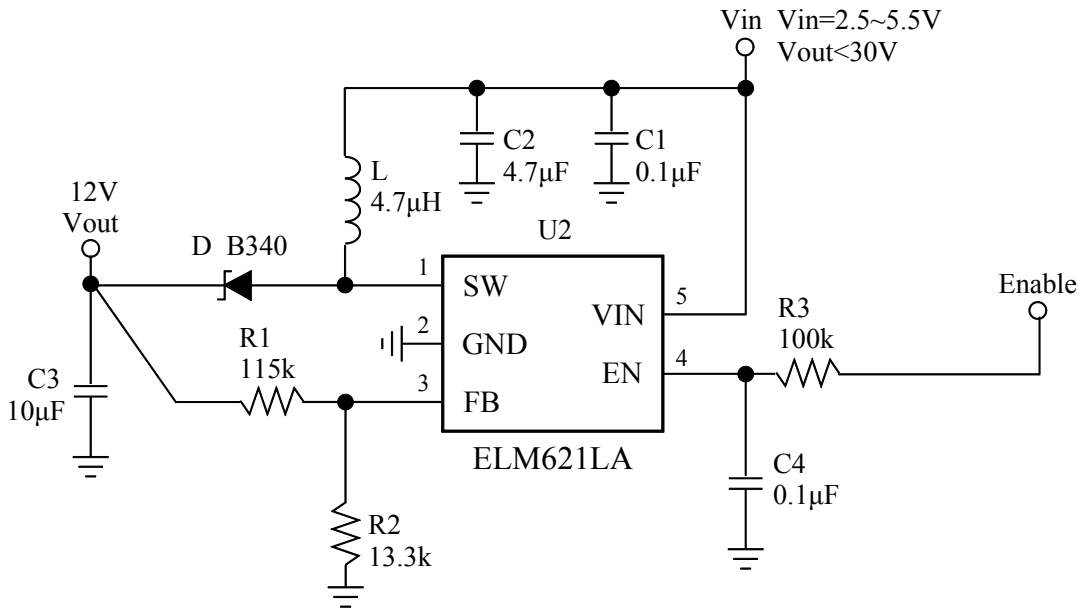 Vin Vin=2.5~5.5V
Vout<30V
C2
4.7μF
C1
0.1μF
L
4.7μH
12V
Vout
D B340
U2
1
SW
2
GND
3
FB
VIN
5
EN
4
ELM621LA
R1
115k
R3
100k
Enable
C3
10μF
C4
0.1μF
R2
13.3k